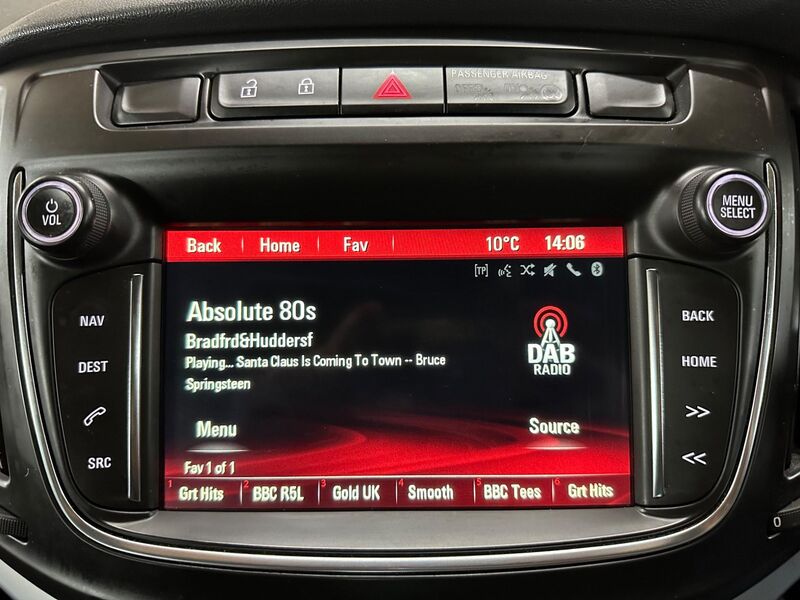 PASSENGER AIRBAG
VOL
MENU
SELECT
Back Home Fav 10°C 14:06
[TP]
Absolute 80s
Bradfrd&Huddersf
Playing... Santa Claus Is Coming To Town -- Bruce
Springsteen
DAB
RADIO
Menu Source
Fav 1 of 1
1 Grt Hits 2 BBC R5L 3 Gold UK 4 Smooth 5 BBC Tees 6 Grt Hits
NAV
DEST
SRC
BACK
HOME
>>
<<
0